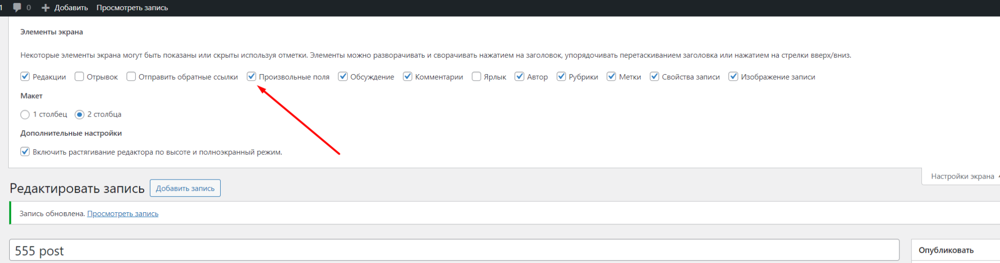 1 0 Добавить Просмотреть запись
Элементы экрана
Некоторые элементы экрана могут быть показаны или скрыты используя отметки. Элементы можно разворачивать и сворачивать нажатием на заголовок, упорядочивать перетаскиванием заголовка или нажатием на стрелки вверх/вниз.
Редакции Отрывок Отправить обратные ссылки Произвольные поля Обсуждение Комментарии Ярлык Автор Рубрики Метки Свойства записи Изображение записи
Макет
1 столбец 2 столбца
Дополнительные настройки
Включить растягивание редактора по высоте и полноэкранный режим.
Настройки экрана
Редактировать запись Добавить запись
Запись обновлена. Просмотреть запись
555 post
Опубликовать